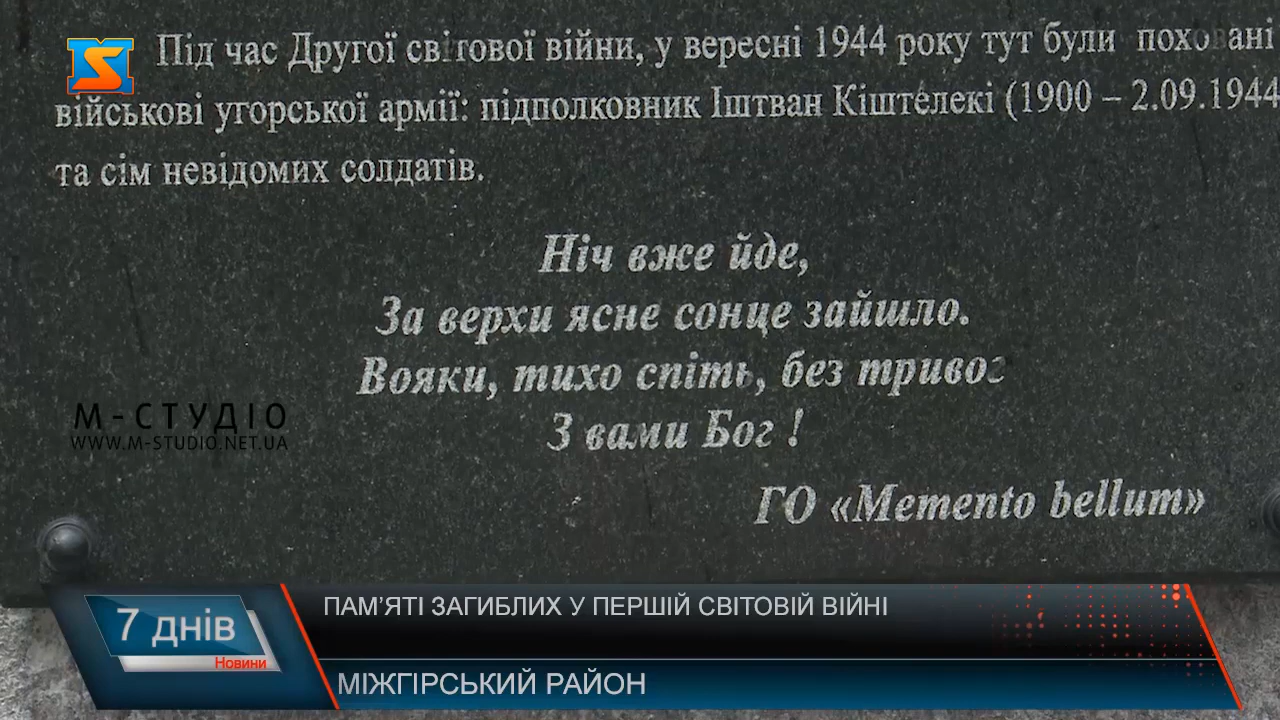 Під час Другої світової війни, у вересні 1944 року тут були поховані
військові угорської армії: підполковник Іштван Кіштелекі (1900 – 2.09.1944
та сім невідомих солдатів.
Ніч вже йде,
За верхи ясне сонце зайшло.
Вояки, тихо спіть, без тривог
З вами Бог !
М-СТУДІО
WWW.M-STUDIO.NET.UA
ГО «Memento bellum»
7 днів
Новини
ПАМ’ЯТІ ЗАГИБЛИХ У ПЕРШІЙ СВІТОВІЙ ВІЙНІ
МІЖГІРСЬКИЙ РАЙОН